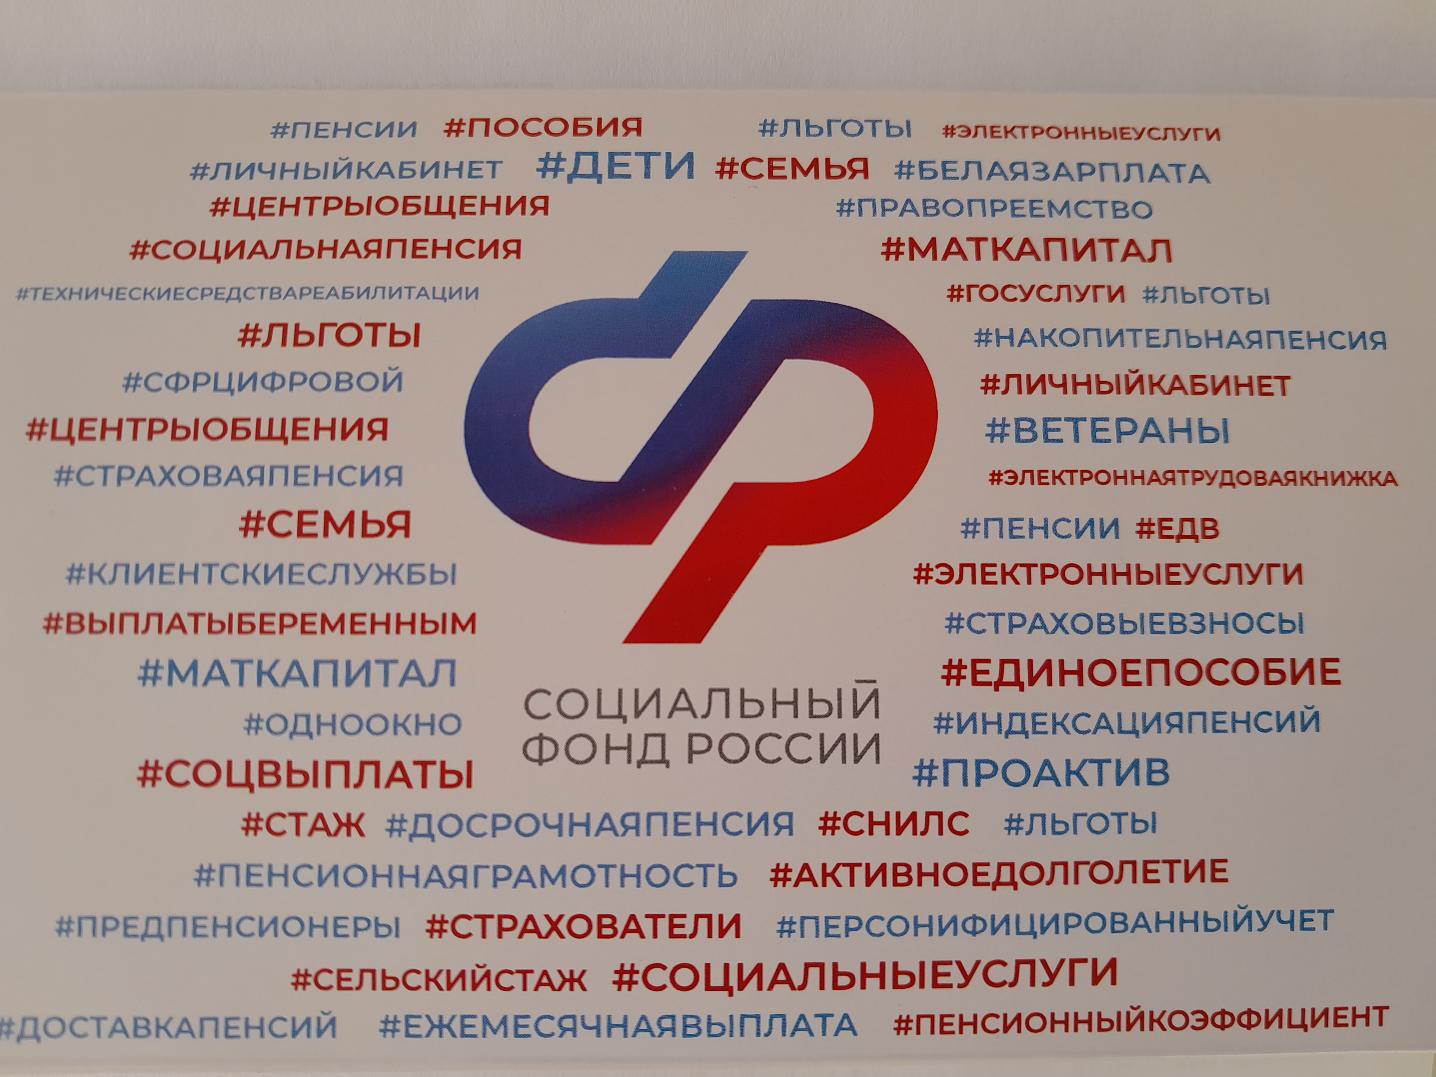 #ПЕНСИИ #ПОСОБИЯ #ЛЬГОТЫ #ЭЛЕКТРОННЫЕУСЛУГИ
#ЛИЧНЫЙКАБИНЕТ #ДЕТИ #СЕМЬЯ #БЕЛАЯЗАРПЛАТА
#ЦЕНТРЫОБЩЕНИЯ #ПРАВОПРЕЕМСТВО
#СОЦИАЛЬНАЯПЕНСИЯ #МАТКАПИТАЛ
#ТЕХНИЧЕСКИЕСРЕДСТВАРЕАБИЛИТАЦИИ #ГОСУСЛУГИ #ЛЬГОТЫ
#ЛЬГОТЫ #НАКОПИТЕЛЬНАЯПЕНСИЯ
#СФРЦИФРОВОЙ #ЛИЧНЫЙКАБИНЕТ
#ЦЕНТРЫОБЩЕНИЯ #ВЕТЕРАНЫ
#СТРАХОВАЯПЕНСИЯ #ЭЛЕКТРОННАЯТРУДОВАЯКНИЖКА
#СЕМЬЯ #ПЕНСИИ #ЕДВ
#КЛИЕНТСКИЕСЛУЖБЫ #ЭЛЕКТРОННЫЕУСЛУГИ
#ВЫПЛАТЫБЕРЕМЕННЫМ #СТРАХОВЫЕВЗНОСЫ
#МАТКАПИТАЛ #ЕДИНОЕПОСОБИЕ
СОЦИАЛЬНЫЙ
ФОНД РОССИИ
#ОДНООКНО #ИНДЕКСАЦИЯПЕНСИЙ
#СОЦВЫПЛАТЫ #ПРОАКТИВ
#СТАЖ #ДОСРОЧНАЯПЕНСИЯ #СНИЛС #ЛЬГОТЫ
#ПЕНСИОННАЯГРАМОТНОСТЬ #АКТИВНОЕДОЛГОЛЕТИЕ
#ПРЕДПЕНСИОНЕРЫ #СТРАХОВАТЕЛИ #ПЕРСОНИФИЦИРОВАННЫЙУЧЕТ
#СЕЛЬСКИЙСТАЖ #СОЦИАЛЬНЫЕУСЛУГИ
#ДОСТАВКАПЕНСИЙ #ЕЖЕМЕСЯЧНАЯВЫПЛАТА #ПЕНСИОННЫЙКОЭФФИЦИЕНТ